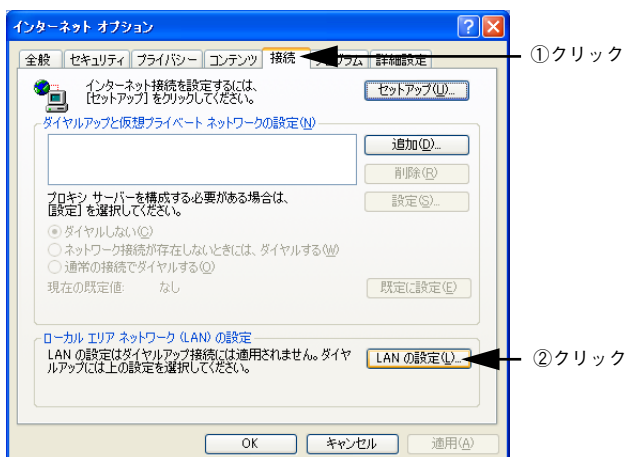 インターネット オプション
全般 セキュリティ プライバシー コンテンツ 接続 プログラム 詳細設定
①クリック
インターネット接続を設定するには、
[セットアップ] をクリックしてください。
セットアップ(U)...
ダイヤルアップと仮想プライベート ネットワークの設定(N)
追加(D)...
削除(R)
プロキシ サーバーを構成する必要がある場合は、
[設定] を選択してください。
設定(S)...
ダイヤルしない(C)
ネットワーク接続が存在しないときには、ダイヤルする(W)
通常の接続でダイヤルする(O)
現在の既定値: なし
既定に設定(E)
ローカル エリア ネットワーク (LAN) の設定
LAN の設定はダイヤルアップ接続には適用されません。ダイヤ
ルアップには上の設定を選択してください。
LAN の設定(L)...
②クリック
OK キャンセル 適用(A)